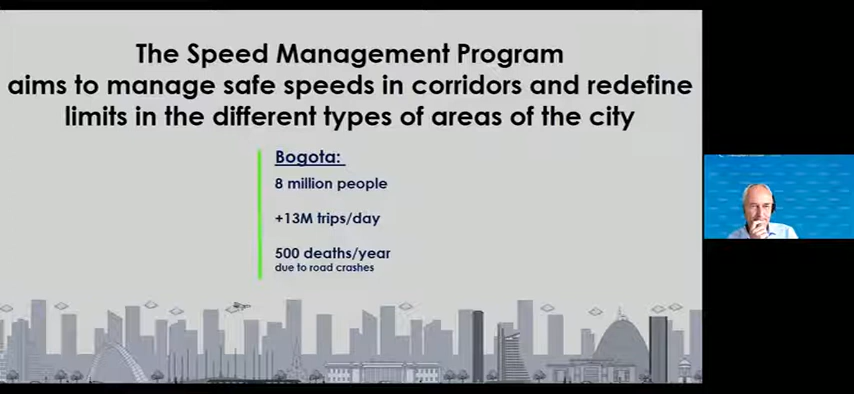 The Speed Management Program
aims to manage safe speeds in corridors and redefine
limits in the different types of areas of the city
Bogota:
8 million people
+13M trips/day
500 deaths/year
due to road crashes